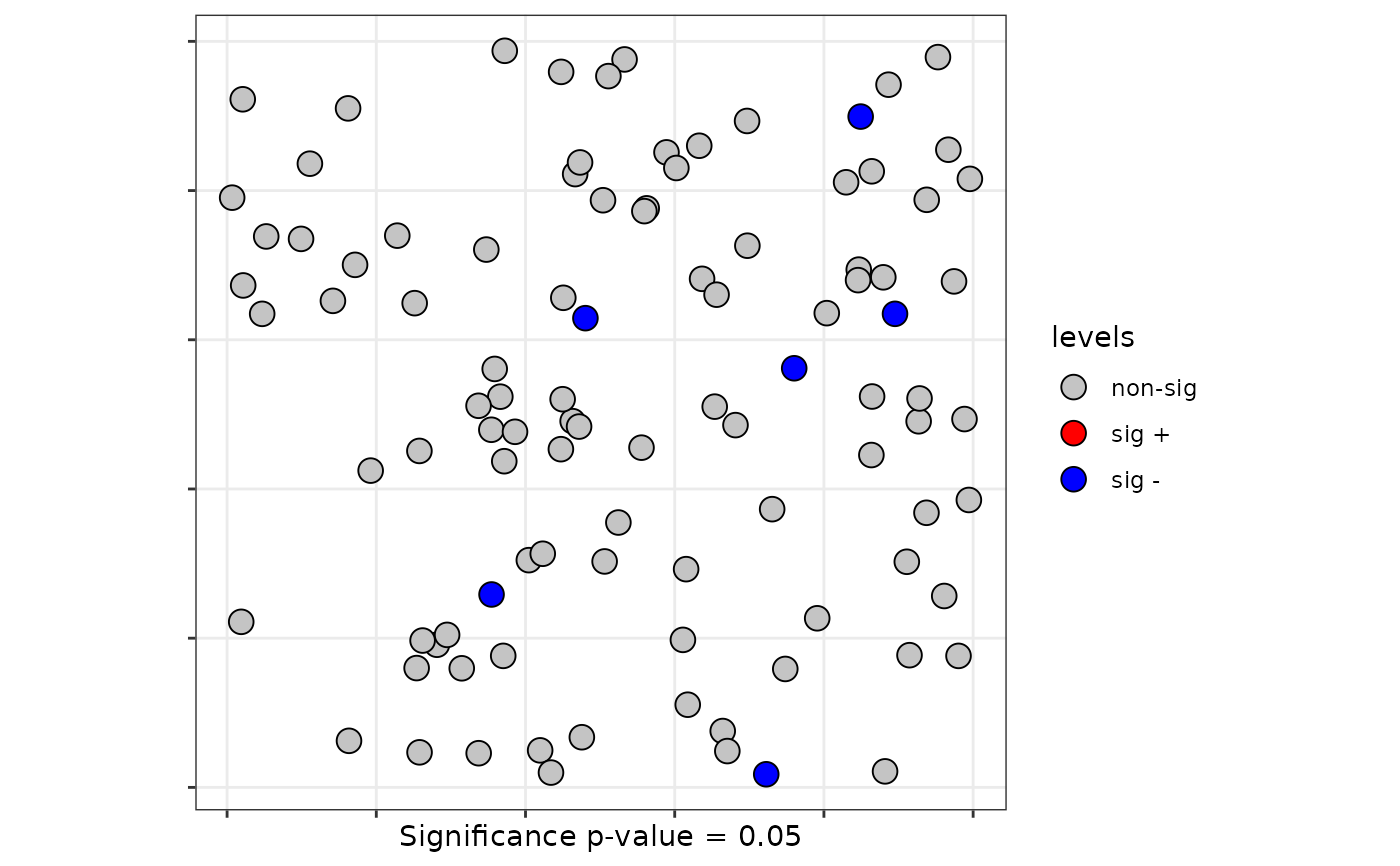 levels
non-sig
sig +
sig -
Significance p-value = 0.05